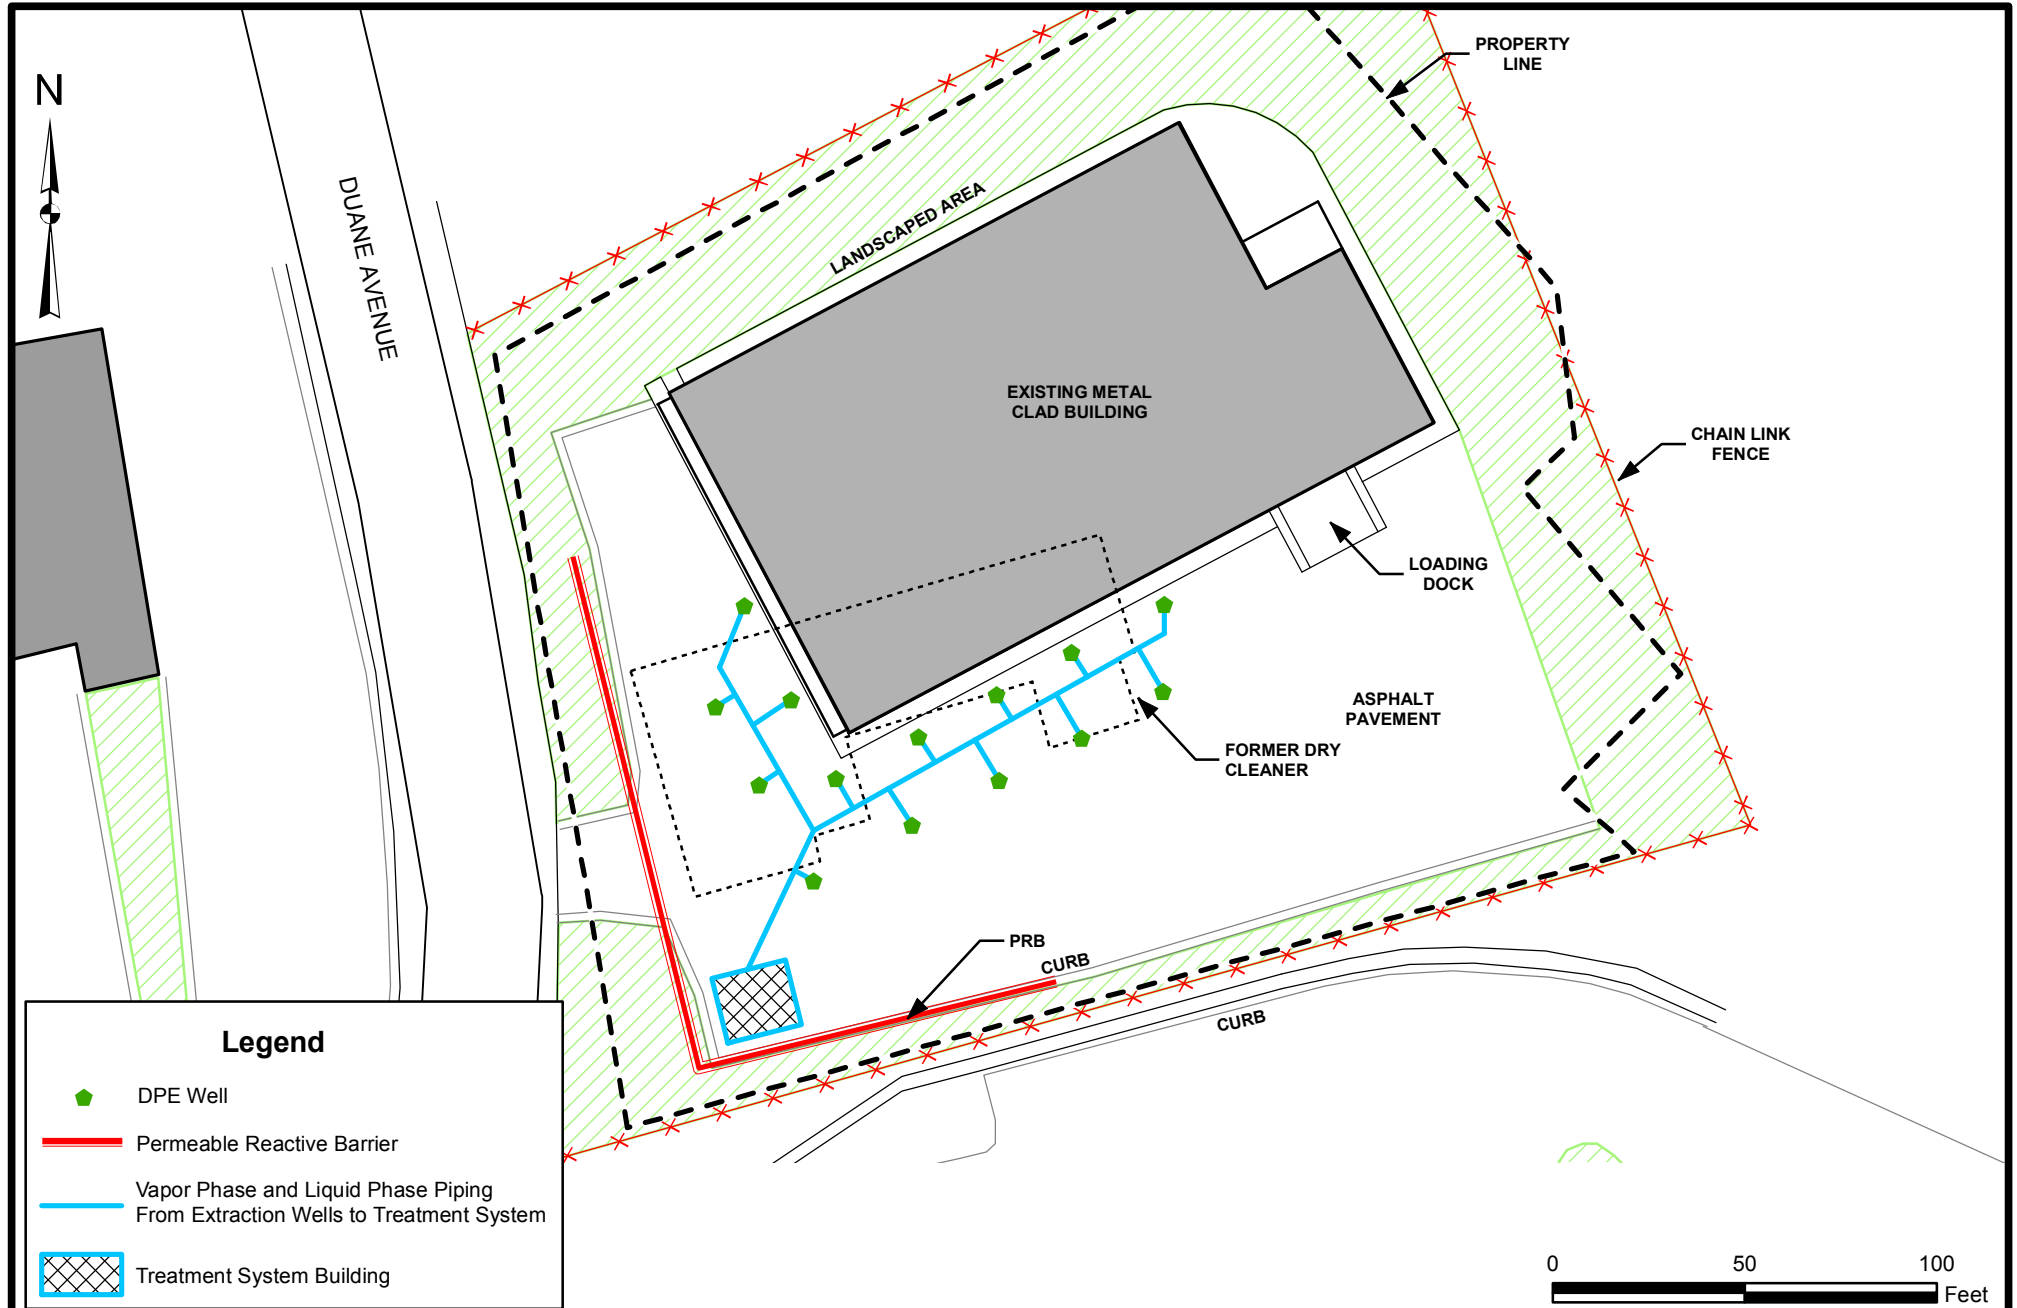 N
DUANE AVENUE
PROPERTY
LINE
LANDSCAPED AREA
EXISTING METAL
CLAD BUILDING
CHAIN LINK
FENCE
LOADING
DOCK
ASPHALT
PAVEMENT
FORMER DRY
CLEANER
PRB
CURB
CURB
Legend
DPE Well
Permeable Reactive Barrier
Vapor Phase and Liquid Phase Piping
From Extraction Wells to Treatment System
Treatment System Building
0 50 100
Feet